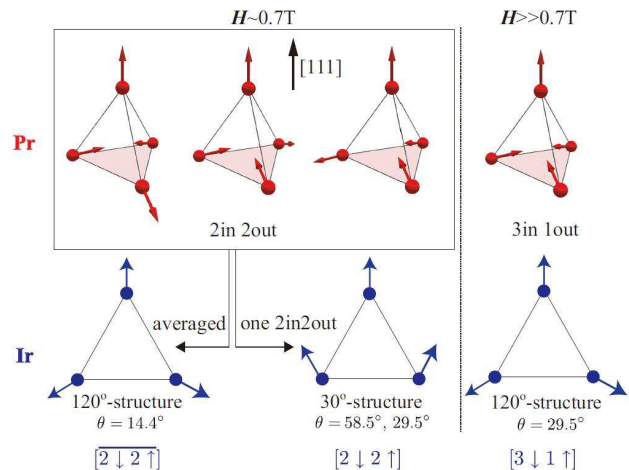 H~0.7T
H>>0.7T
[111]
Pr
2in 2out
3in 1out
averaged
one 2in2out
Ir
120°-structure
θ = 14.4°
30°-structure
θ = 58.5°, 29.5°
120°-structure
θ = 29.5°
[2 ↓ 2 ↑]
[2 ↓ 2 ↑]
[3 ↓ 1 ↑]